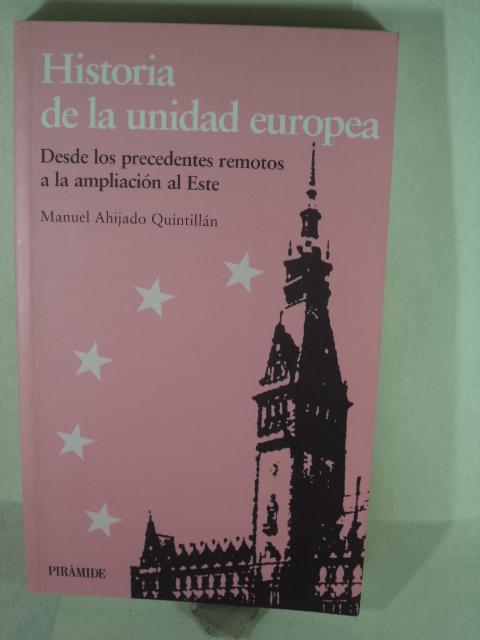 Historia
de la unidad europea
Desde los precedentes remotos
a la ampliación al Este
Manuel Ahijado Quintillán
PIRÁMIDE